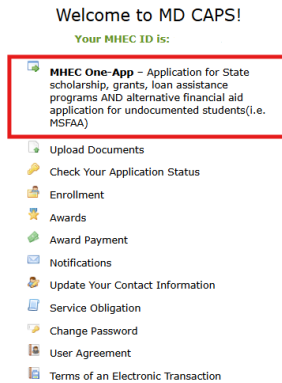 Welcome to MD CAPS!
Your MHEC ID is:
MHEC One-App – Application for State
scholarship, grants, loan assistance
programs AND alternative financial aid
application for undocumented students(i.e.
MSFAA)
Upload Documents
Check Your Application Status
Enrollment
Awards
Award Payment
Notifications
Update Your Contact Information
Service Obligation
Change Password
User Agreement
Terms of an Electronic Transaction